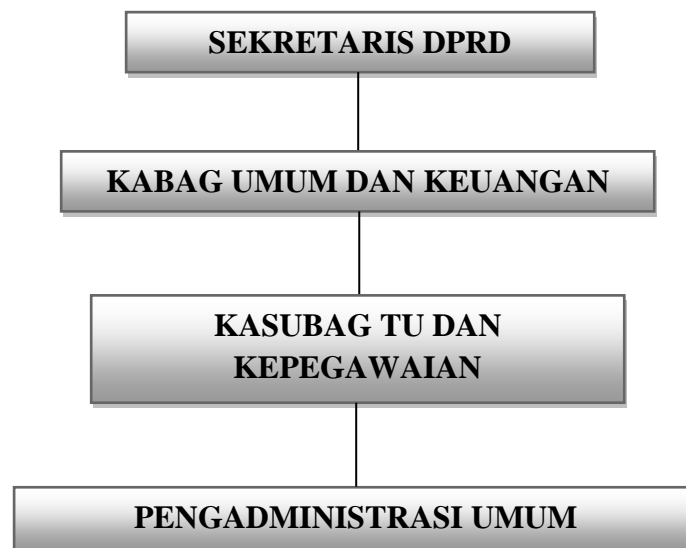 SEKRETARIS DPRD
KABAG UMUM DAN KEUANGAN
KASUBAG TU DAN
KEPEGAWAIAN
PENGADMINISTRASI UMUM